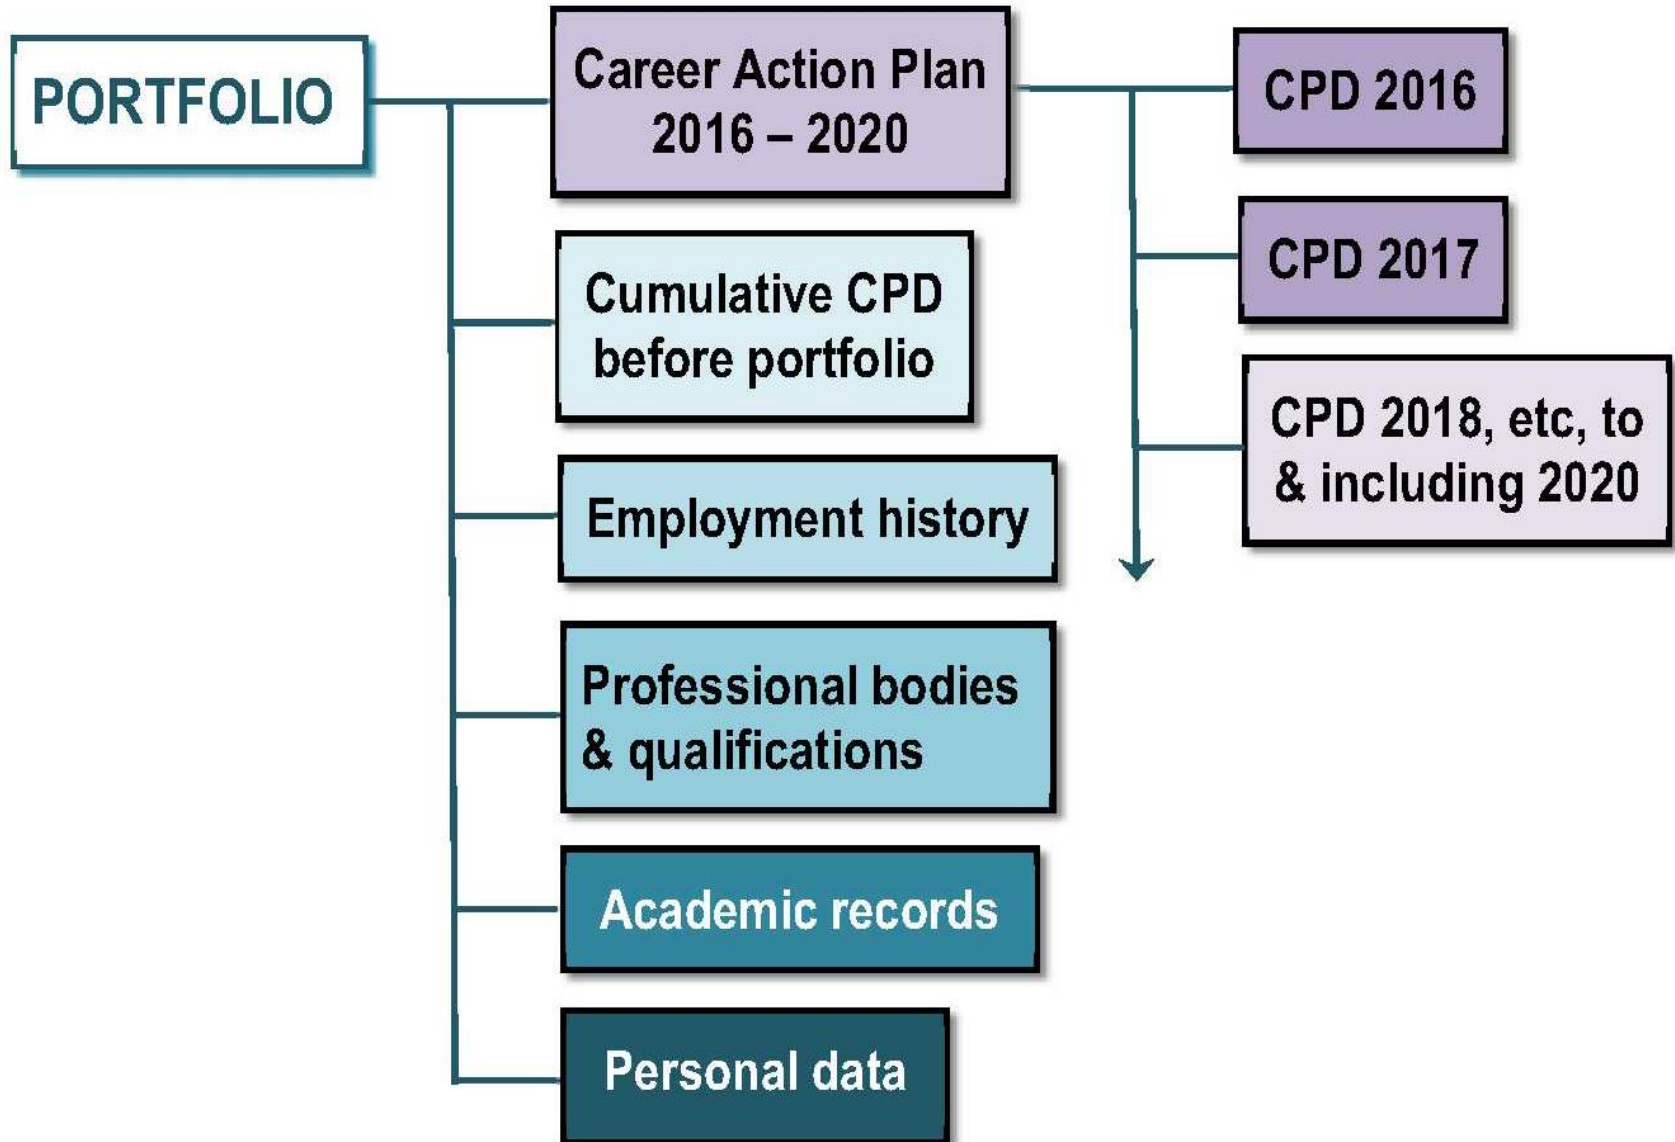 PORTFOLIO
Career Action Plan
2016 – 2020
Cumulative CPD
before portfolio
Employment history
Professional bodies
& qualifications
Academic records
Personal data
CPD 2016
CPD 2017
CPD 2018, etc, to
& including 2020